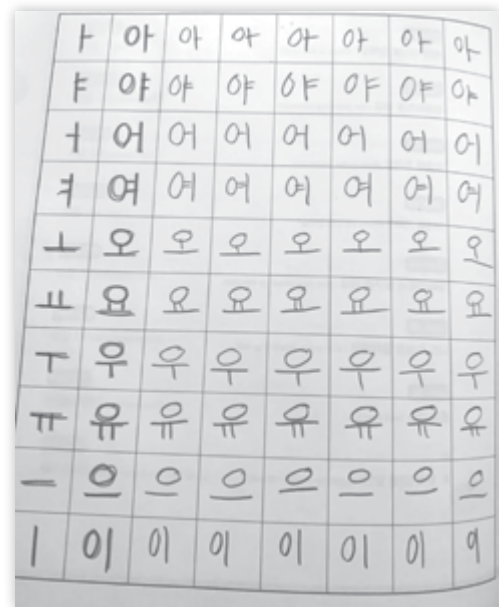 ㅏ 아 아 아 아 아 아 아
ㅑ 야 야 야 야 야 야 야
ㅓ 어 어 어 어 어 어 어
ㅕ 여 여 여 여 여 여 여
ㅗ 오 오 오 오 오 오 오
ㅛ 요 요 요 요 요 요 요
ㅜ 우 우 우 우 우 우 우
ㅠ 유 유 유 유 유 유 유
ㅡ 으 으 으 으 으 으 으
ㅣ 이 이 이 이 이 이 이